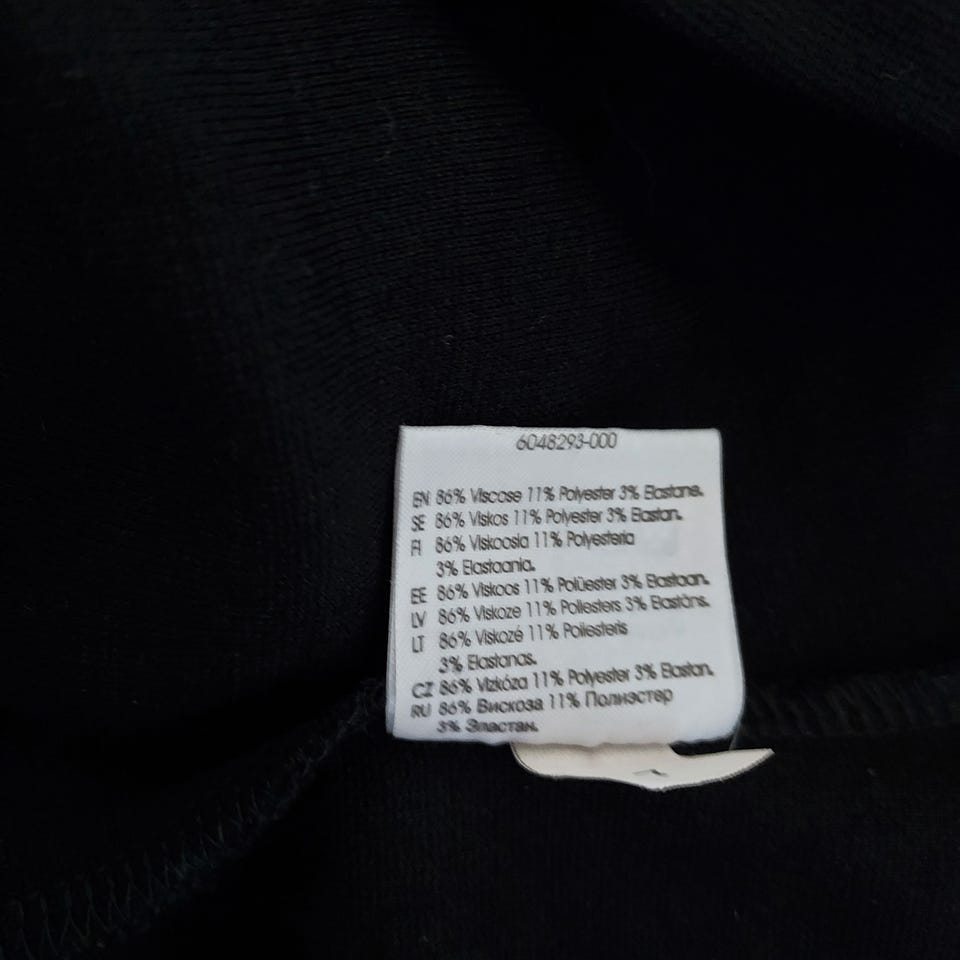 6048293-000
EN 86% Viscose 11% Polyester 3% Elastane.
SE 86% Viskos 11% Polyester 3% Elastan.
FI 86% Viskoosia 11% Polyesteria
3% Elastaania.
EE 86% Viskoos 11% Polüester 3% Elastaan.
LV 86% Viskoze 11% Poliesters 3% Elastāns.
LT 86% Viskozė 11% Poliesteris
3% Elastanas.
CZ 86% Vizkóza 11% Polyester 3% Elastan.
RU 86% Вискоза 11% Полиэстер
3% Эластан.